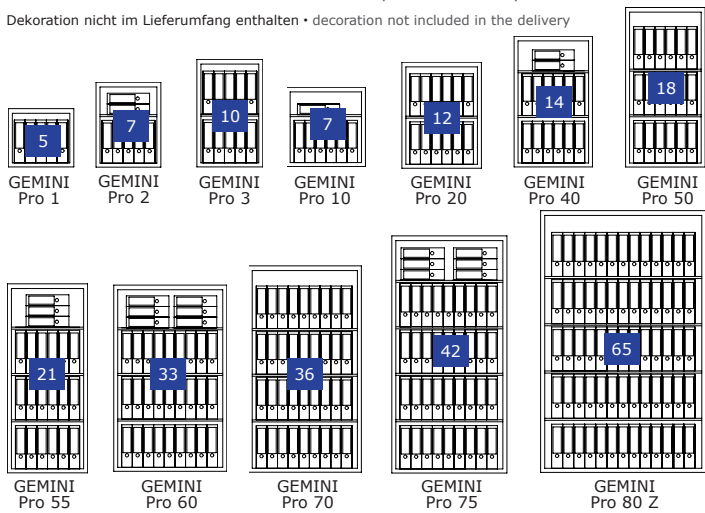 Dekoration nicht im Lieferumfang enthalten • decoration not included in the delivery
5
7
10
7
12
14
18
GEMINI
Pro 1
GEMINI
Pro 2
GEMINI
Pro 3
GEMINI
Pro 10
GEMINI
Pro 20
GEMINI
Pro 40
GEMINI
Pro 50
21
33
36
42
65
GEMINI
Pro 55
GEMINI
Pro 60
GEMINI
Pro 70
GEMINI
Pro 75
GEMINI
Pro 80 Z